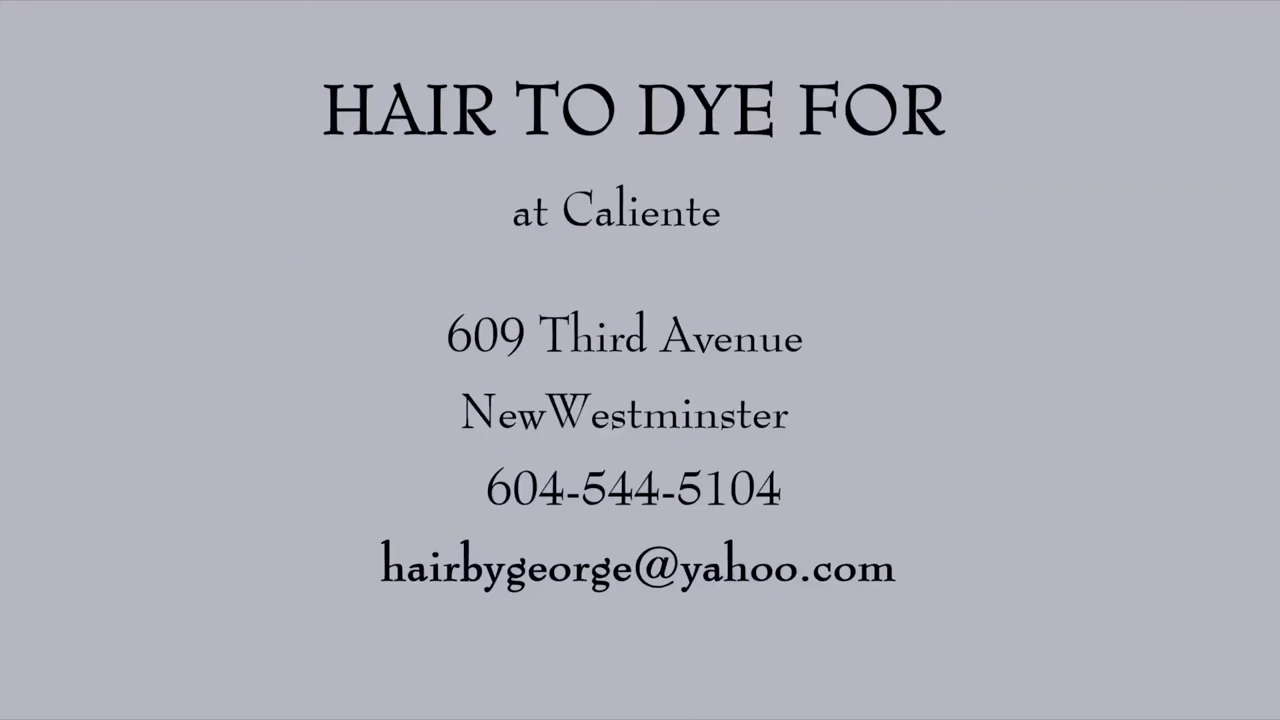 HAIR TO DYE FOR
at Caliente
609 Third Avenue
NewWestminster
604-544-5104
hairbygeorge@yahoo.com